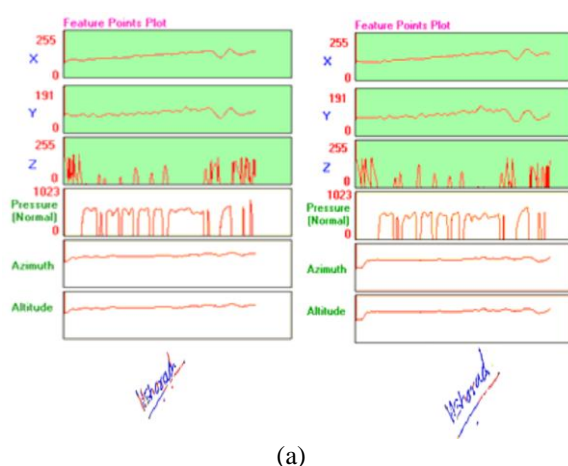 Feature Points Plot
255
X
0
191
Y
0
255
Z
0
1023
Pressure
(Normal)
0
Azimuth
Altitude
Feature Points Plot
255
X
0
191
Y
0
255
Z
0
1023
Pressure
(Normal)
0
Azimuth
Altitude
(a)